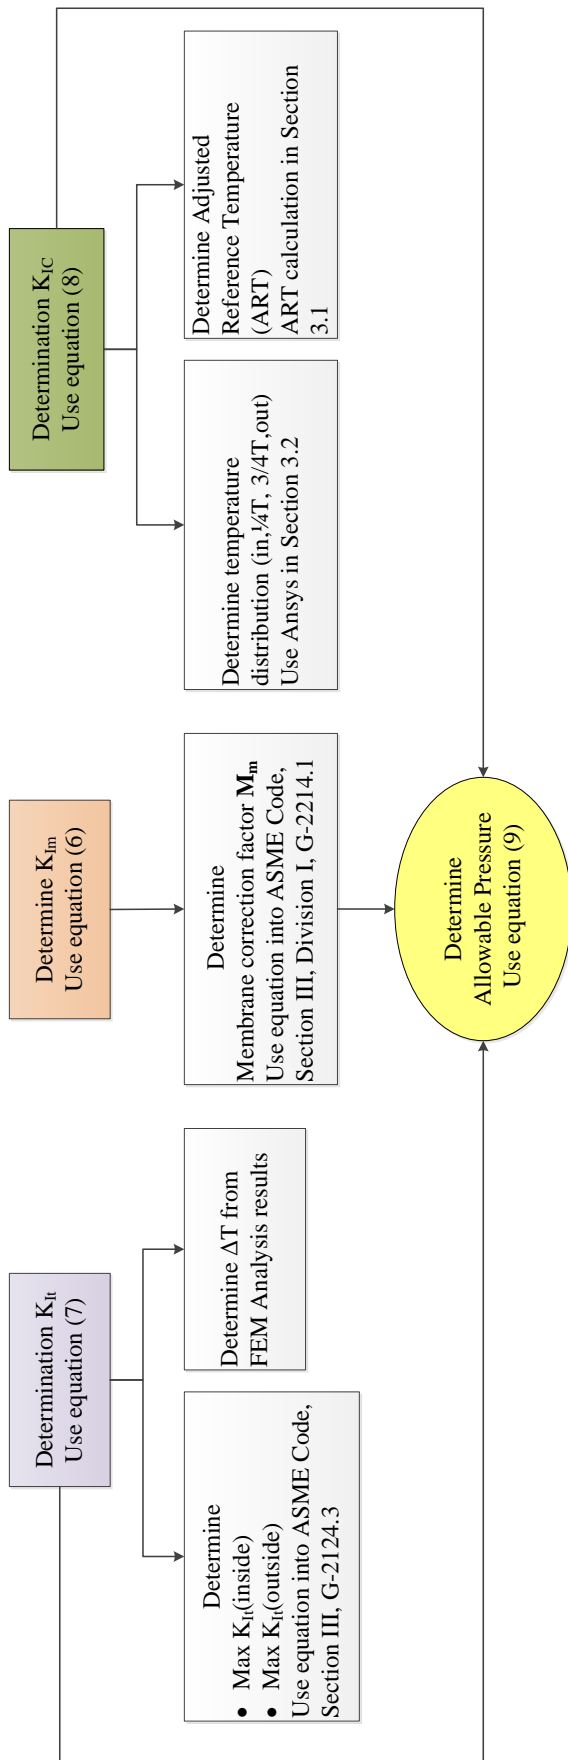 Determination K_It
Use equation (7)
Determine K_Im
Use equation (6)
Determination K_IC
Use equation (8)
Determine
• Max K_It(inside)
• Max K_It(outside)
Use equation into ASME Code,
Section III, G-2124.3
Determine ΔT from
FEM Analysis results
Determine
Membrane correction factor M_m
Use equation into ASME Code,
Section III, Division I, G-2214.1
Determine temperature
distribution (in,¼T, 3/4T,out)
Use Ansys in Section 3.2
Determine Adjusted
Reference Temperature
(ART)
ART calculation in Section
3.1
Determine
Allowable Pressure
Use equation (9)